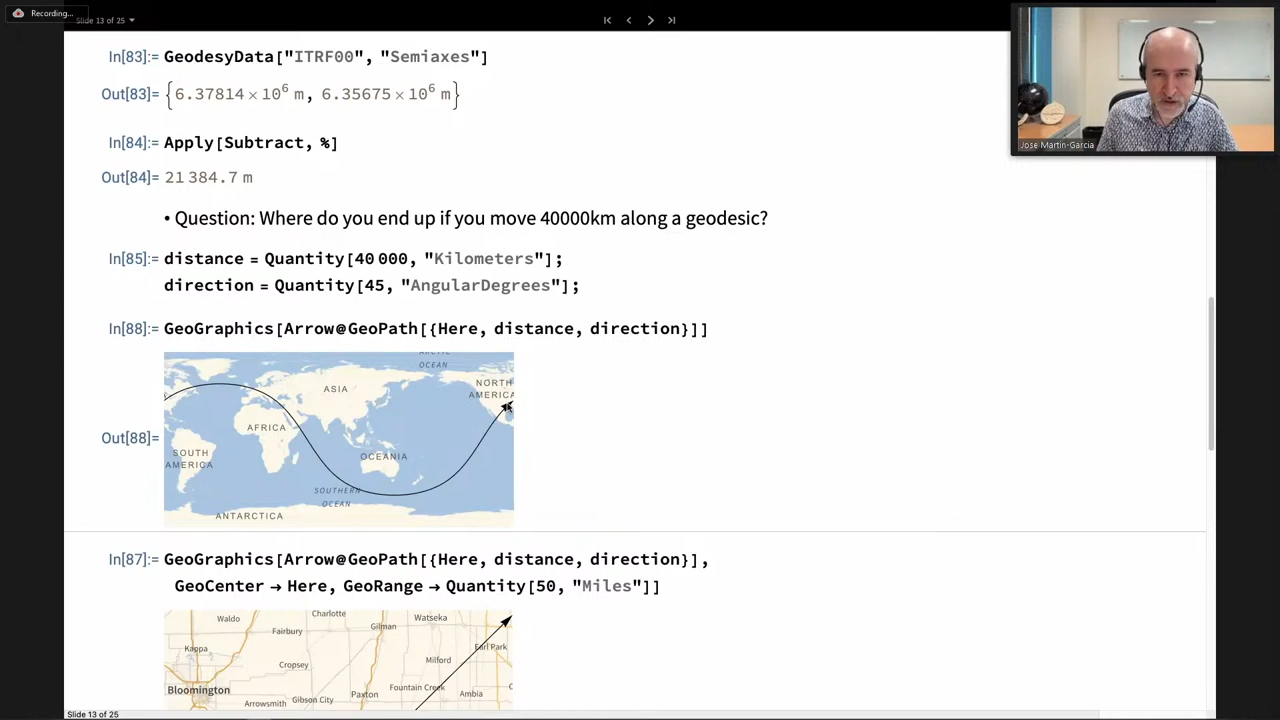 Recording...
Slide 13 of 25
Jose Martin-Garcia
In[83]:= GeodesyData["ITRF00", "Semiaxes"]
Out[83]= {6.37814×10⁶ m, 6.35675×10⁶ m}
In[84]:= Apply[Subtract, %]
Out[84]= 21384.7 m
• Question: Where do you end up if you move 40000km along a geodesic?
In[85]:= distance = Quantity[40000, "Kilometers"];
direction = Quantity[45, "AngularDegrees"];
In[88]:= GeoGraphics[Arrow@GeoPath[{Here, distance, direction}]]
ARCTIC
OCEAN
NORTH
AMERICA
ASIA
AFRICA
Out[88]=
SOUTH
AMERICA
OCEANIA
SOUTHERN
OCEAN
ANTARCTICA
In[87]:= GeoGraphics[Arrow@GeoPath[{Here, distance, direction}],
GeoCenter → Here, GeoRange → Quantity[50, "Miles"]]
Waldo
Charlotte
Watseka
Gilman
Fairbury
Kappa
Earl Park
Cropsey
Milford
Bloomington
Gibson City
Paxton
Fountain Creek
Ambia
Arrowsmith
Slide 13 of 25